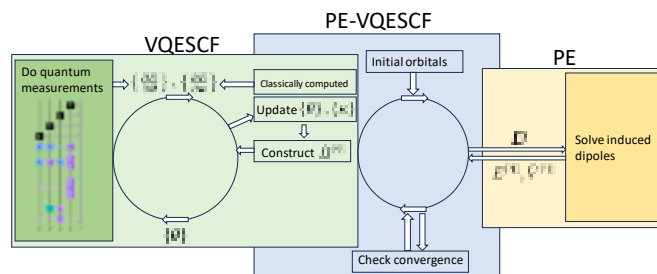 PE-VQESCF
VQESCF
PE
Do quantum
measurements
Classically computed
Initial orbitals
Update
Construct
D
Solve induced
dipoles
Check convergence